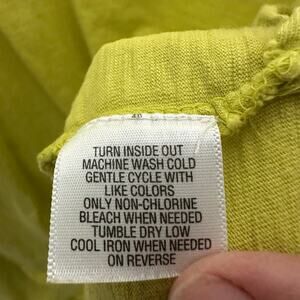 TURN INSIDE OUT
MACHINE WASH COLD
GENTLE CYCLE WITH
LIKE COLORS
ONLY NON-CHLORINE
BLEACH WHEN NEEDED
TUMBLE DRY LOW
COOL IRON WHEN NEEDED
ON REVERSE